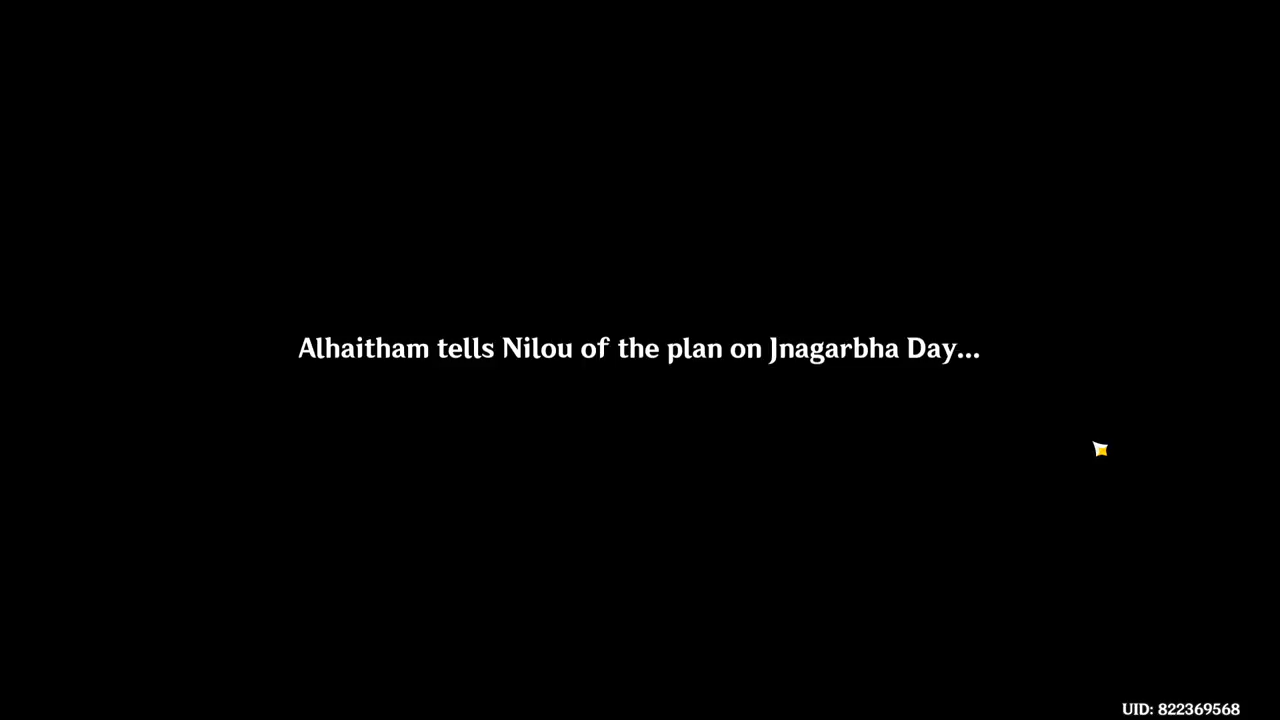 Alhaitham tells Nilou of the plan on Jnagarbha Day...
UID: 822369568